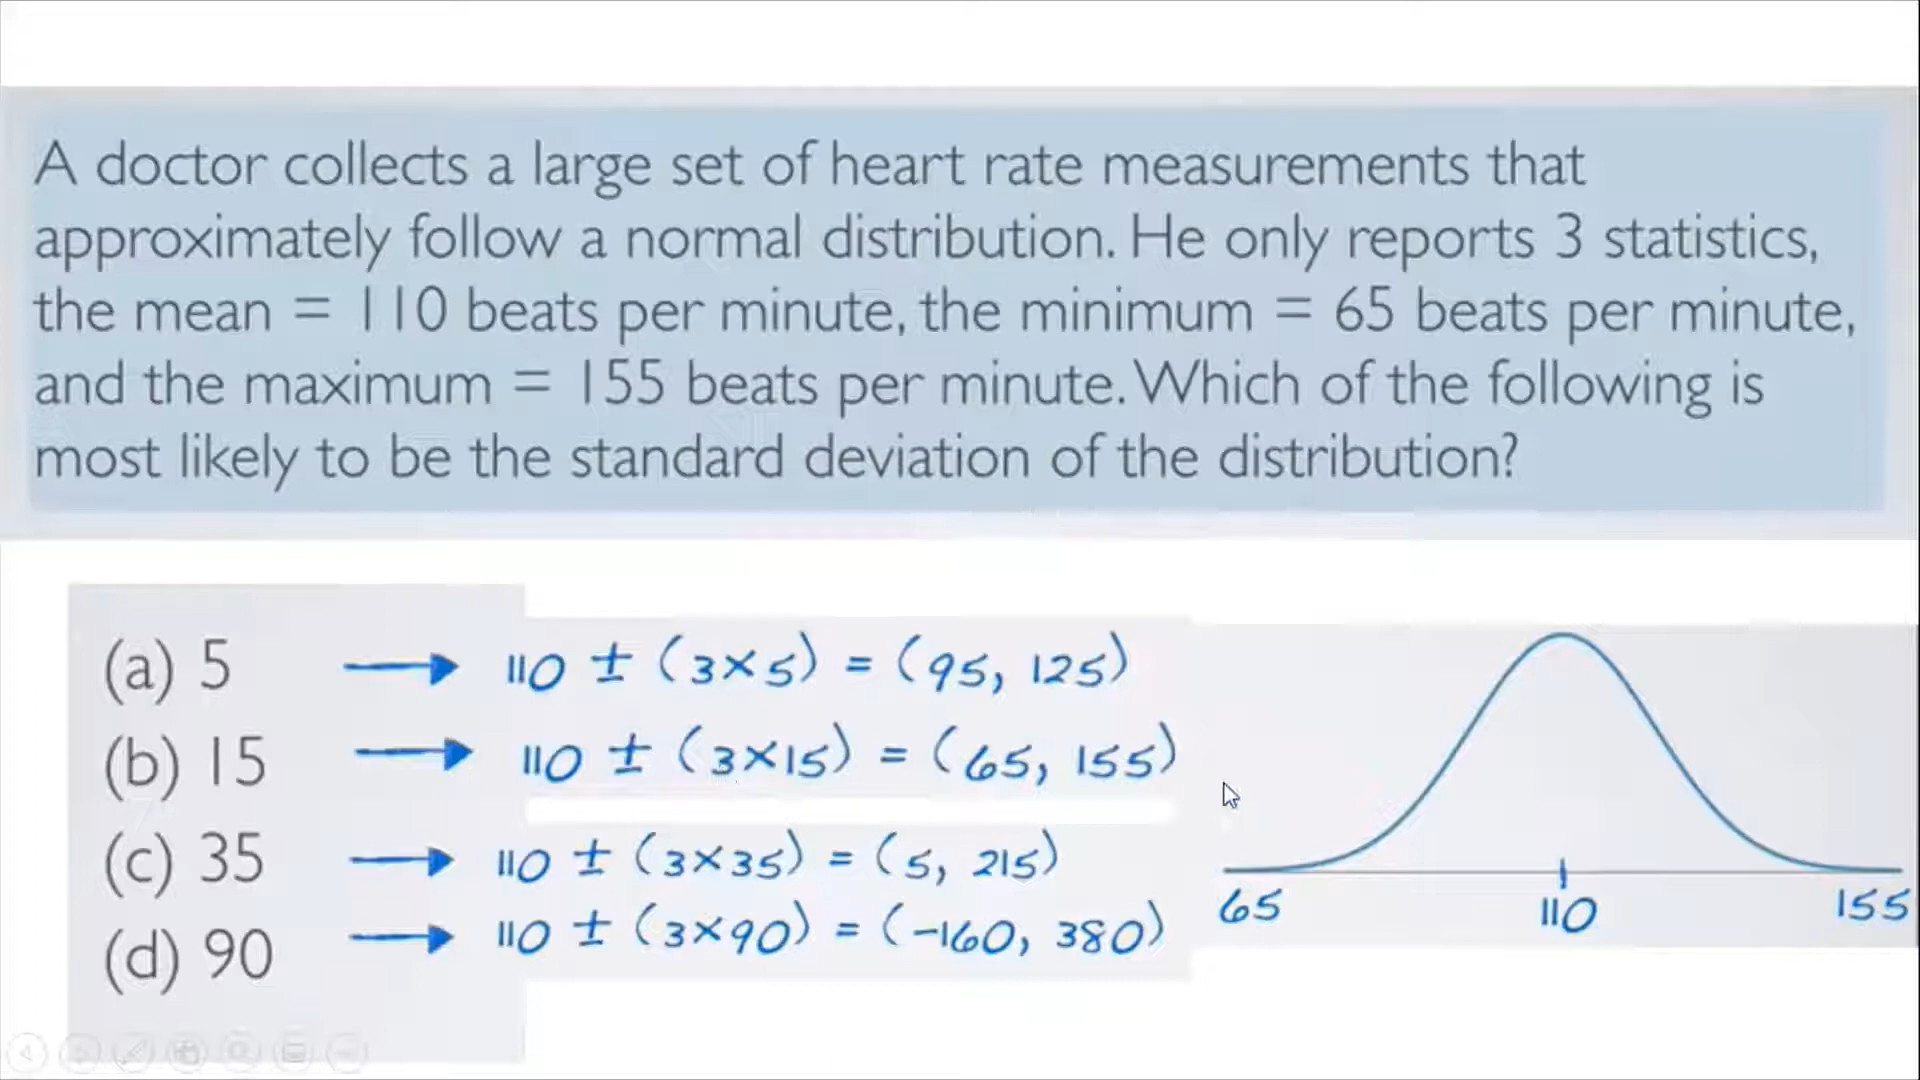 A doctor collects a large set of heart rate measurements that
approximately follow a normal distribution. He only reports 3 statistics,
the mean = 110 beats per minute, the minimum = 65 beats per minute,
and the maximum = 155 beats per minute. Which of the following is
most likely to be the standard deviation of the distribution?
(a) 5 → 110 ± (3×5) = (95, 125)
(b) 15 → 110 ± (3×15) = (65, 155)
(c) 35 → 110 ± (3×35) = (5, 215)
(d) 90 → 110 ± (3×90) = (-160, 380)
65 110 155